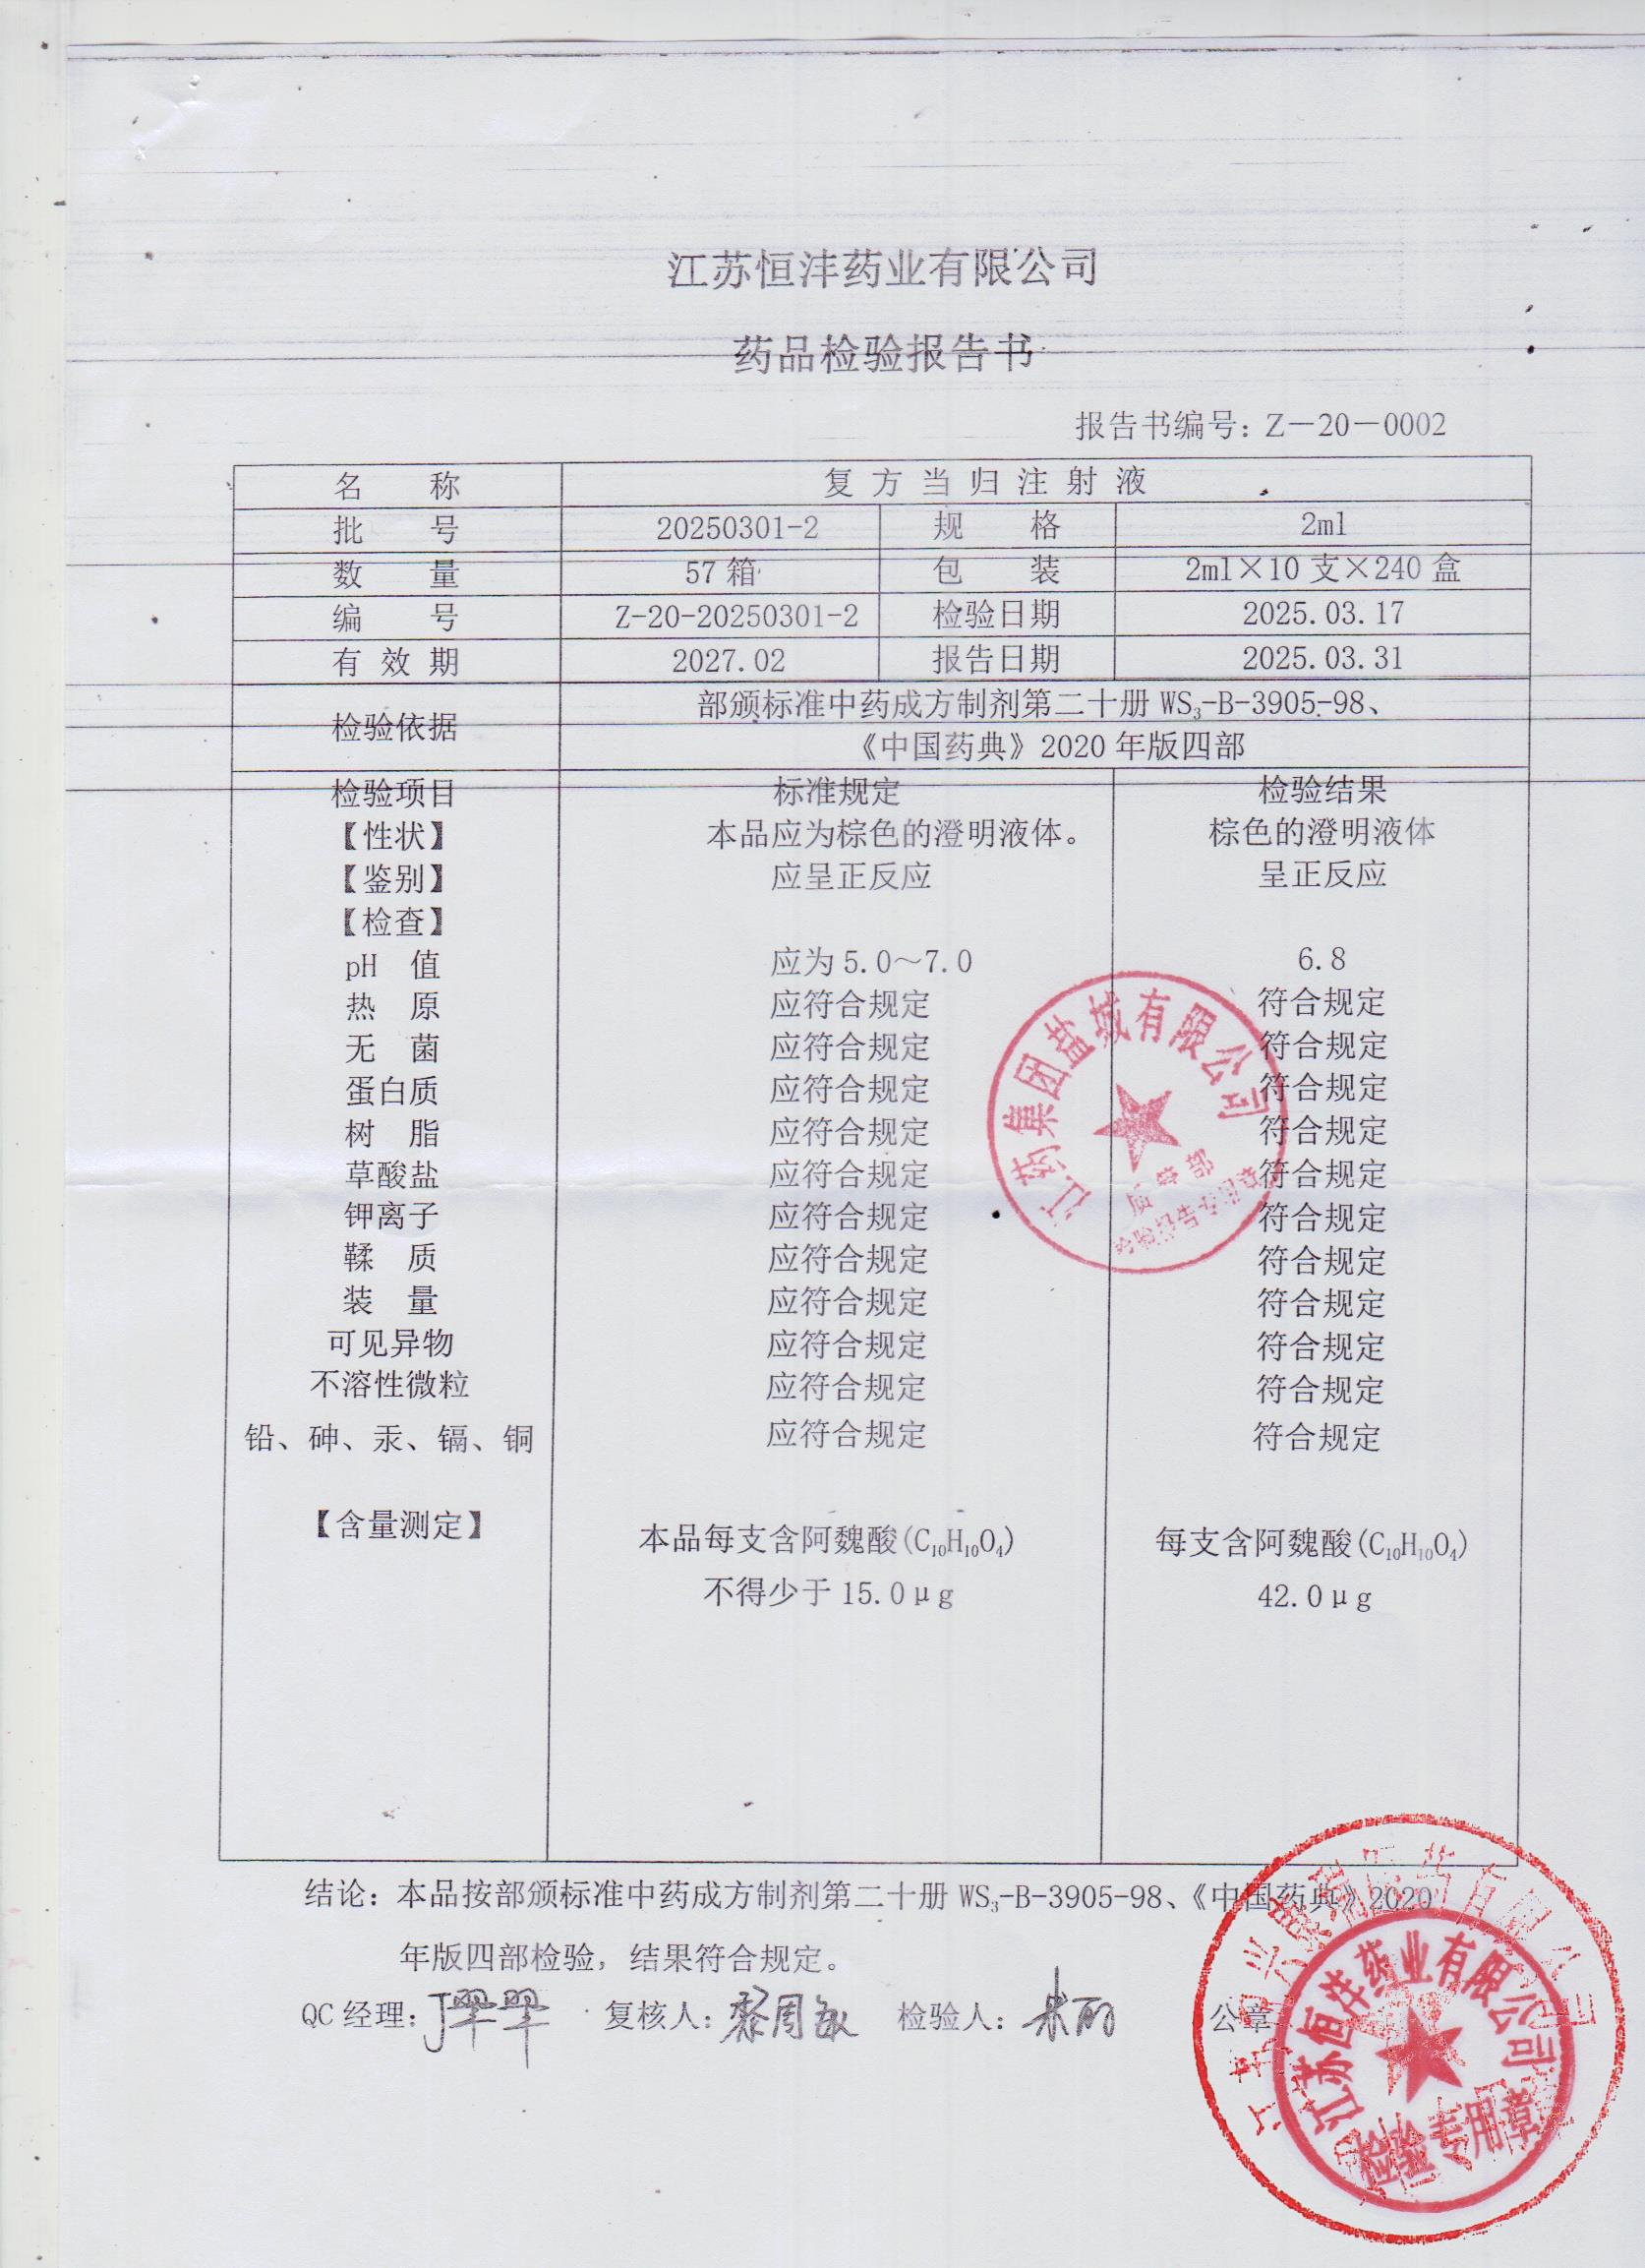 江苏恒沣药业有限公司
药品检验报告书
报告书编号：Z－20－0002
名 称 复方当归注射液
批 号 20250301-2 规 格 2ml
数 量 57箱 包 装 2ml×10支×240盒
编 号 Z-20-20250301-2 检验日期 2025.03.17
有效期 2027.02 报告日期 2025.03.31
检验依据 部颁标准中药成方制剂第二十册 WS₃-B-3905-98、
《中国药典》2020年版四部
检验项目 标准规定 检验结果
【性状】 本品应为棕色的澄明液体。 棕色的澄明液体
【鉴别】 应呈正反应 呈正反应
【检查】
pH 值 应为5.0～7.0 6.8
热 原 应符合规定 符合规定
无 菌 应符合规定 符合规定
蛋白质 应符合规定 符合规定
树 脂 应符合规定 符合规定
草酸盐 应符合规定 符合规定
钾离子 应符合规定 符合规定
鞣 质 应符合规定 符合规定
装 量 应符合规定 符合规定
可见异物 应符合规定 符合规定
不溶性微粒 应符合规定 符合规定
铅、砷、汞、镉、铜 应符合规定 符合规定
【含量测定】 本品每支含阿魏酸(C₁₀H₁₀O₄) 每支含阿魏酸(C₁₀H₁₀O₄)
不得少于15.0μg 42.0μg
江药集团盐城有限公司
质管部
结论：本品按部颁标准中药成方制剂第二十册 WS₃-B-3905-98、《中国药典》2020
年版四部检验，结果符合规定。
QC经理： 复核人： 检验人： 公章
江苏恒沣药业有限公司
检验专用章